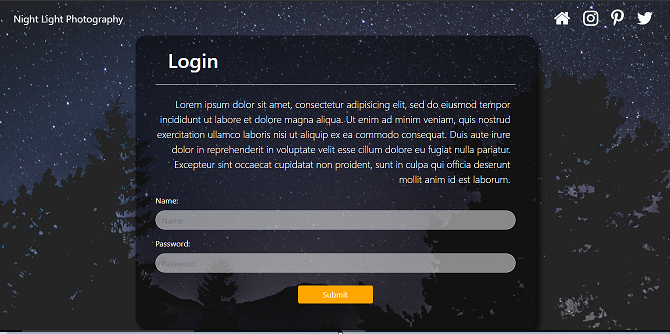 Night Light Photography
Login
Lorem ipsum dolor sit amet, consectetur adipisicing elit, sed do eiusmod tempor
incididunt ut labore et dolore magna aliqua. Ut enim ad minim veniam, quis nostrud
exercitation ullamco laboris nisi ut aliquip ex ea commodo consequat. Duis aute irure
dolor in reprehenderit in voluptate velit esse cillum dolore eu fugiat nulla pariatur.
Excepteur sint occaecat cupidatat non proident, sunt in culpa qui officia deserunt
mollit anim id est laborum.
Name:
Name
Password:
Password
Submit